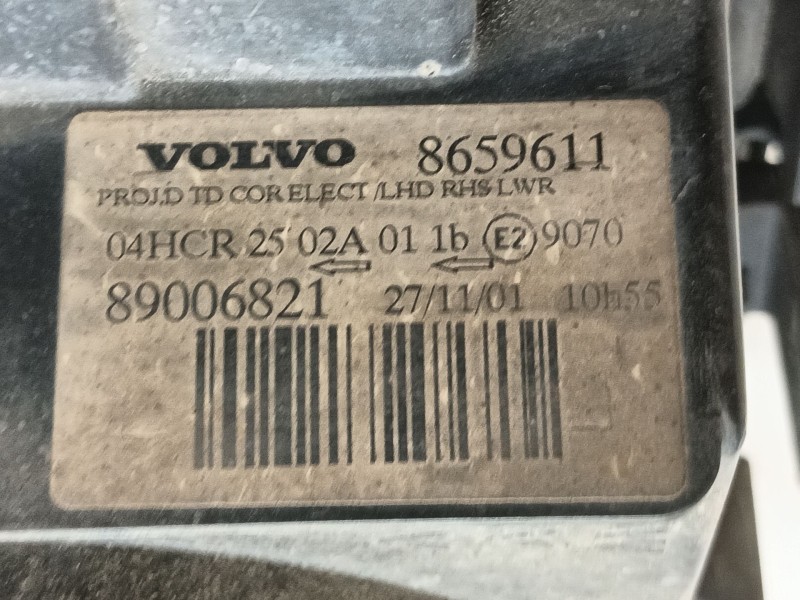 VOLVO 8659611
PROJ.D TD COR ELECT /LHD RHS LWR
04HCR 25 02A 01 1b E2 9070
89006821 27/11/01 10h55